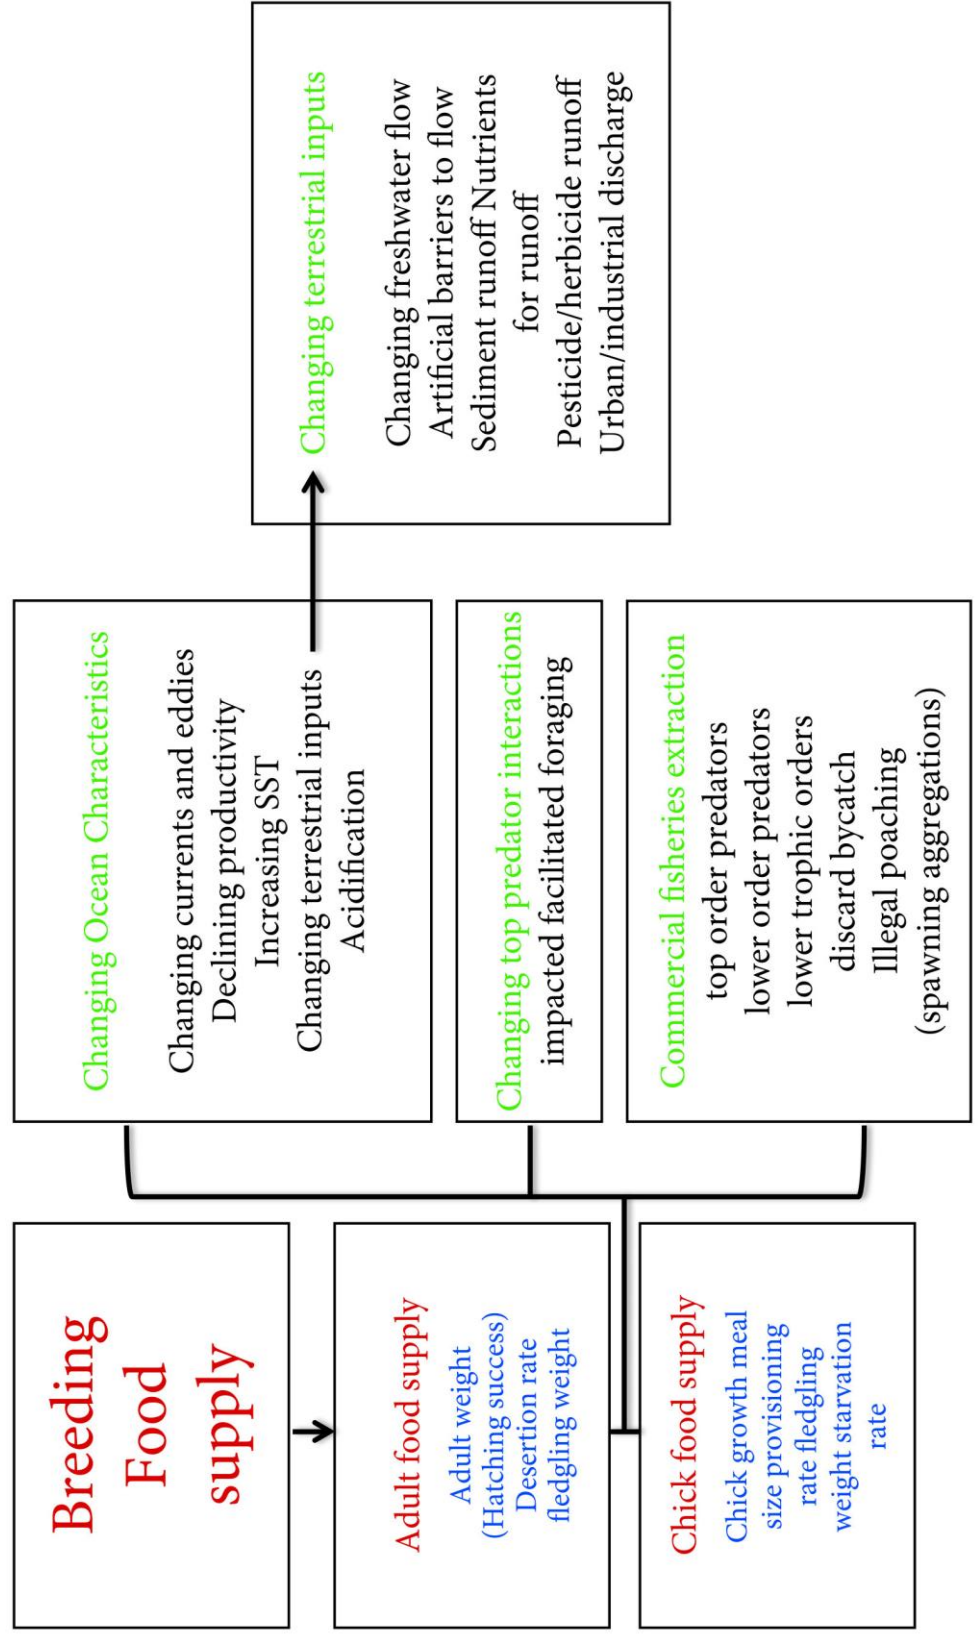 Breeding
Food
supply
Adult food supply
Adult weight
(Hatching success)
Desertion rate
fledgling weight
Chick food supply
Chick growth meal
size provisioning
rate fledgling
weight starvation
rate
Changing Ocean Characteristics
Changing currents and eddies
Declining productivity
Increasing SST
Changing terrestrial inputs
Acidification
Changing top predator interactions
impacted facilitated foraging
Commercial fisheries extraction
top order predators
lower order predators
lower trophic orders
discard bycatch
Illegal poaching
(spawning aggregations)
Changing terrestrial inputs
Changing freshwater flow
Artificial barriers to flow
Sediment runoff Nutrients
for runoff
Pesticide/herbicide runoff
Urban/industrial discharge